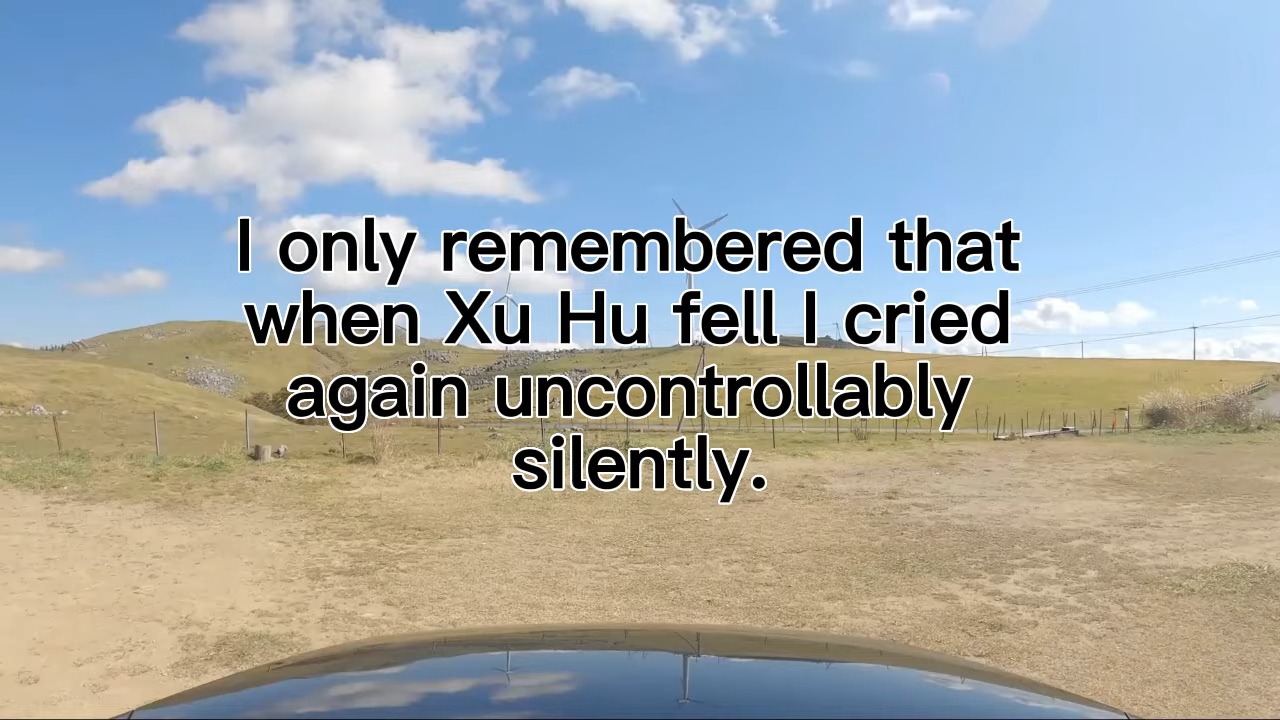 I only remembered that
when Xu Hu fell I cried
again uncontrollably
silently.